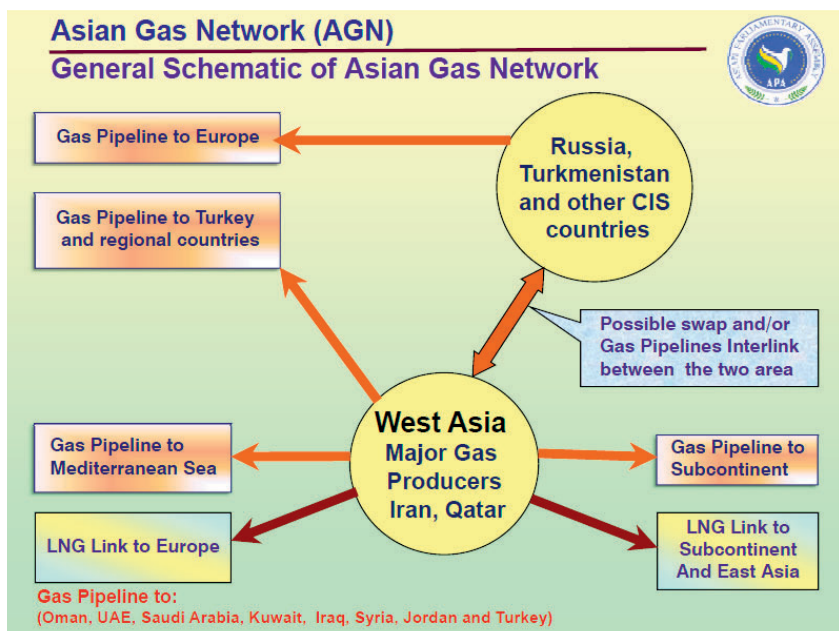 Asian Gas Network (AGN)
General Schematic of Asian Gas Network
ASIAN PARLIAMENTARY ASSEMBLY
APA
Gas Pipeline to Europe
Russia,
Turkmenistan
and other CIS
countries
Gas Pipeline to Turkey
and regional countries
Possible swap and/or
Gas Pipelines Interlink
between the two area
West Asia
Major Gas
Producers
Iran, Qatar
Gas Pipeline to
Mediterranean Sea
Gas Pipeline to
Subcontinent
LNG Link to Europe
LNG Link to
Subcontinent
And East Asia
Gas Pipeline to:
(Oman, UAE, Saudi Arabia, Kuwait, Iraq, Syria, Jordan and Turkey)